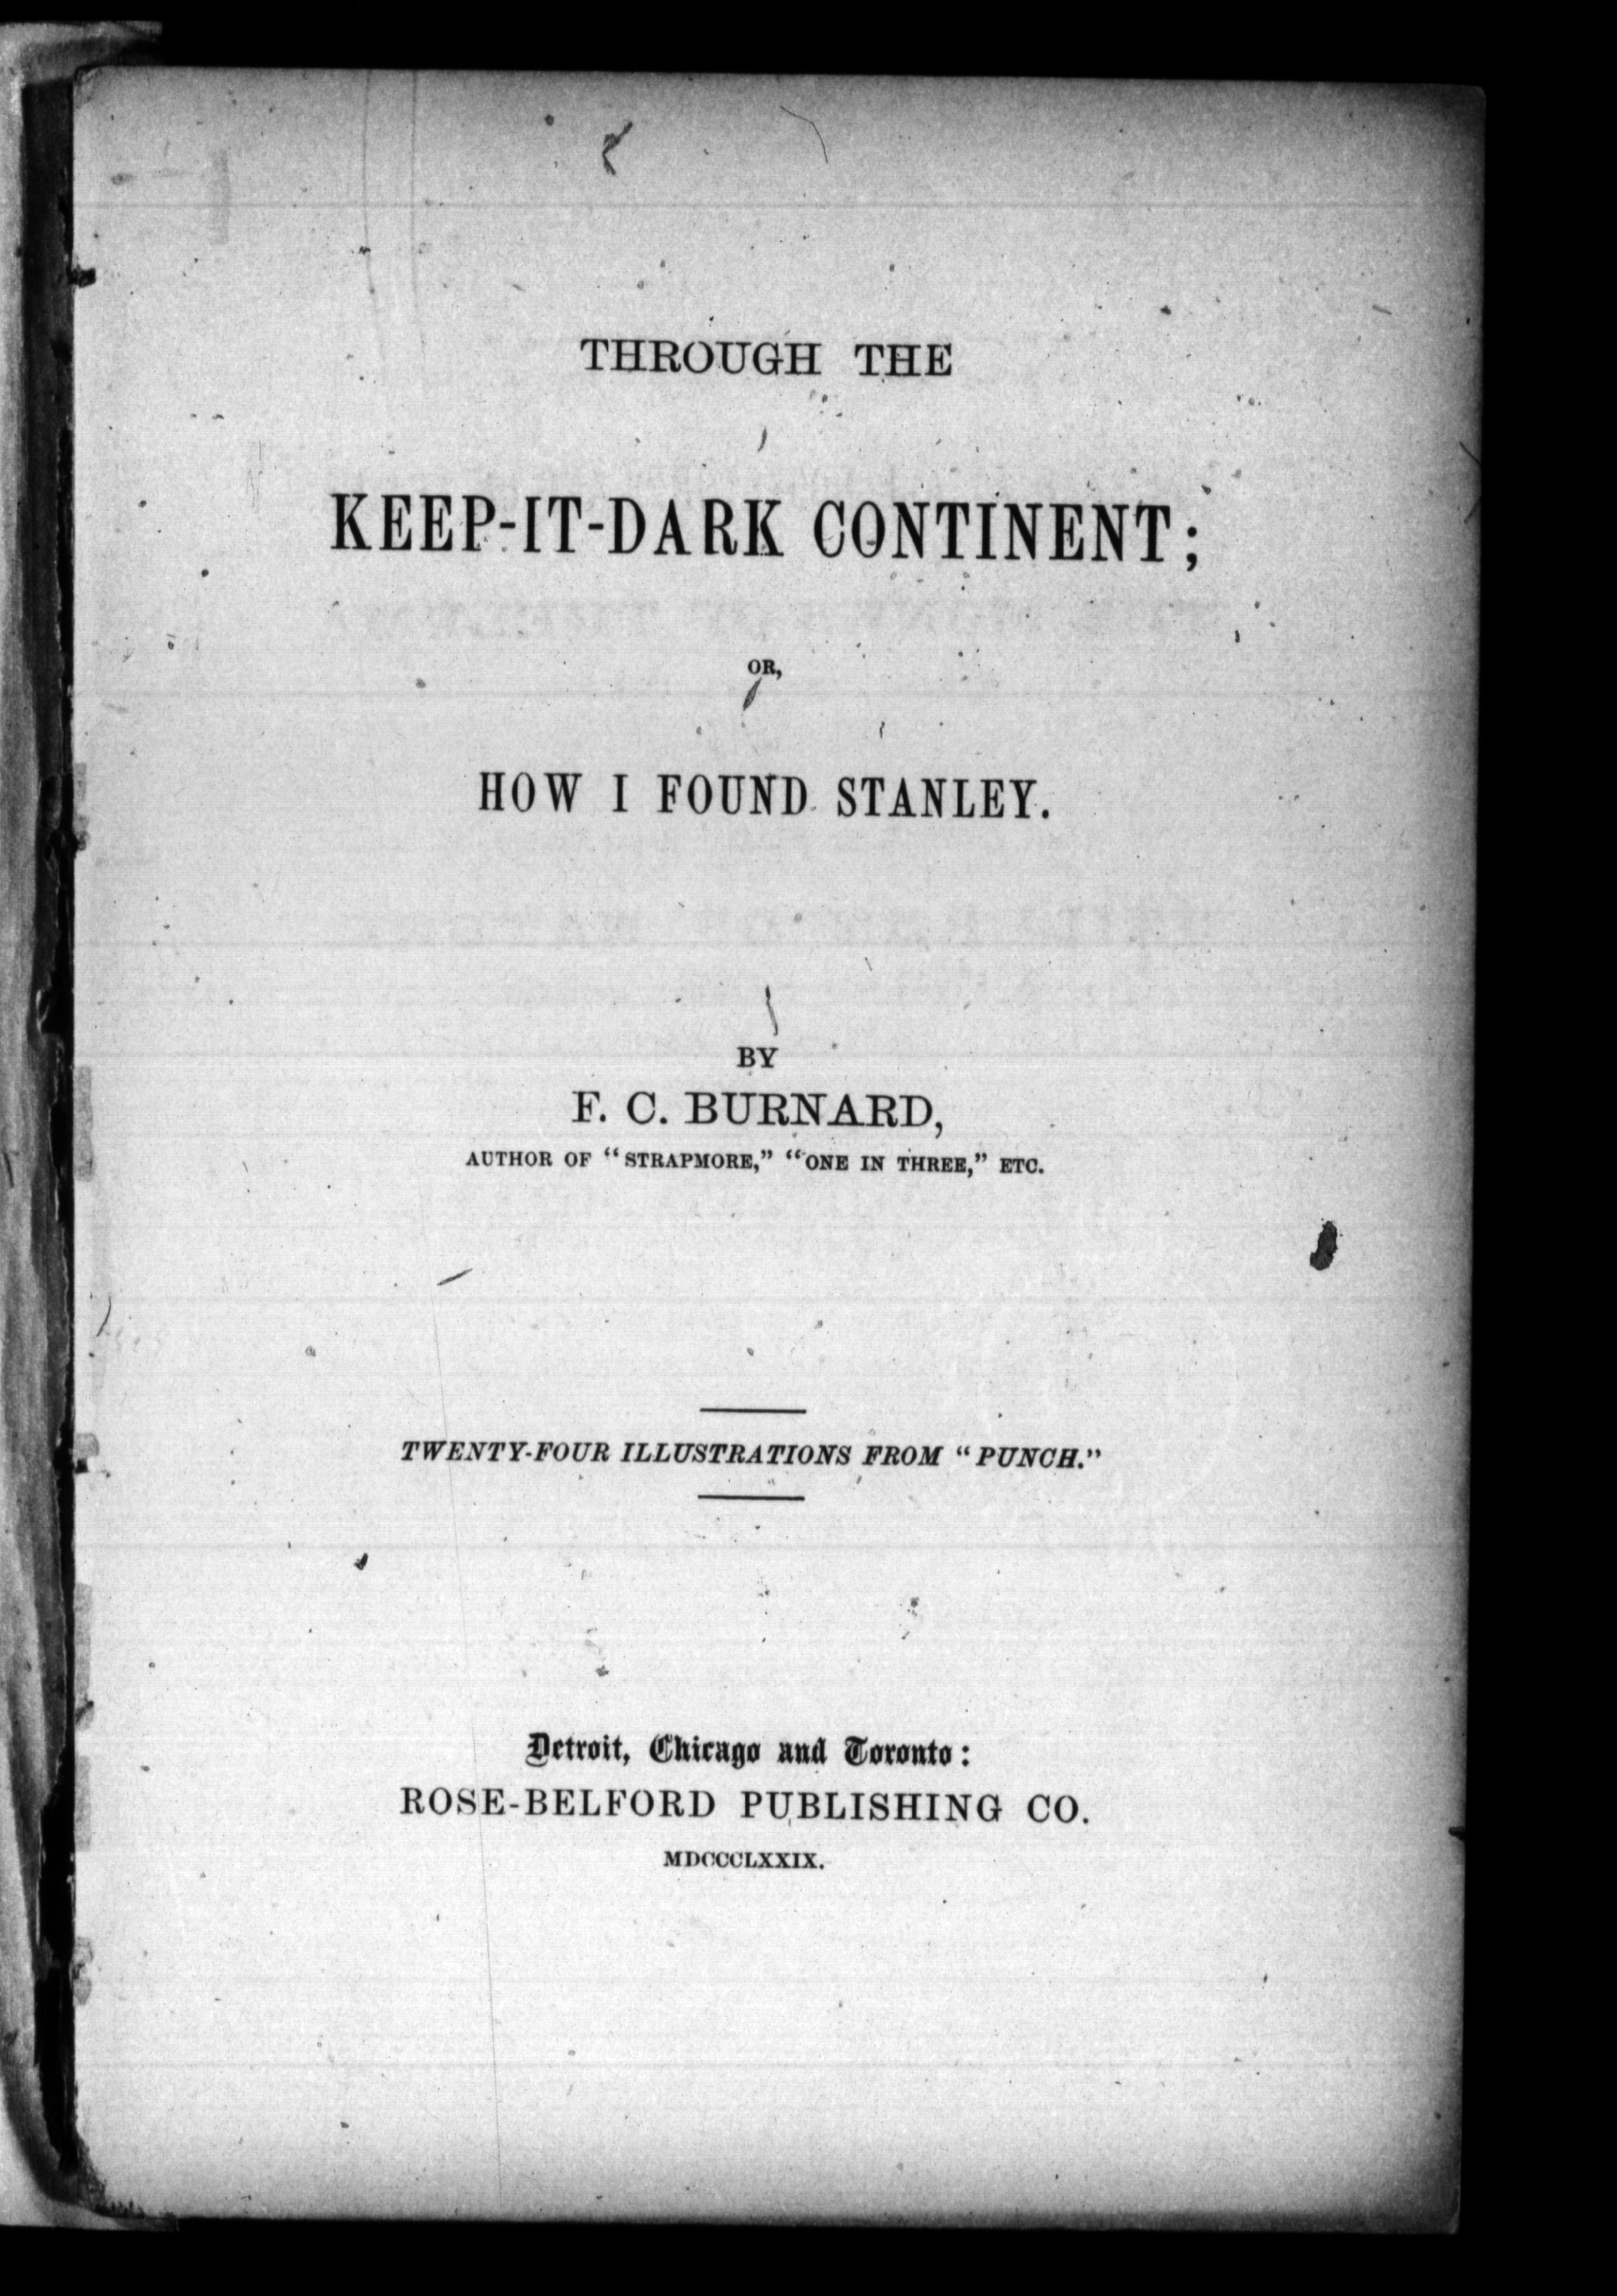 THROUGH THE
KEEP-IT-DARK CONTINENT;
OR,
HOW I FOUND STANLEY.
BY
F. C. BURNARD,
AUTHOR OF "STRAPMORE," "ONE IN THREE," ETC.
TWENTY-FOUR ILLUSTRATIONS FROM "PUNCH."
Detroit, Chicago and Toronto:
ROSE-BELFORD PUBLISHING CO.
MDCCCLXXIX.